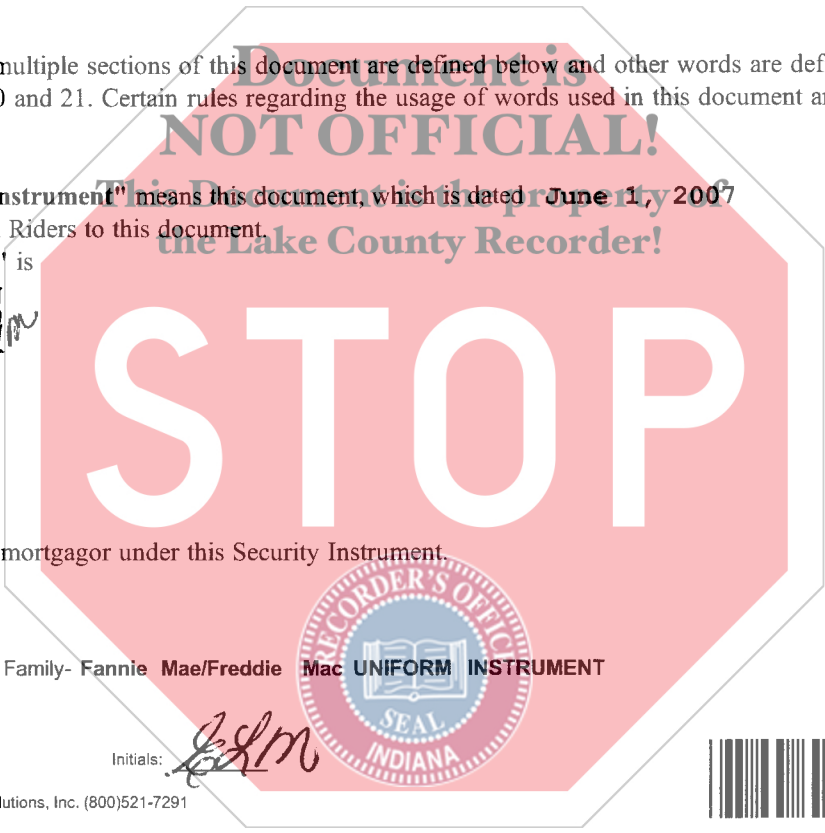 Document is
multiple sections of this document are defined below and other words are def
0 and 21. Certain rules regarding the usage of words used in this document a
NOT OFFICIAL!
nstrument" means this document, which is dated June 1, 2007
This Document is the property of
Riders to this document.
the Lake County Recorder!
" is
STOP
mortgagor under this Security Instrument.
RECORDER'S OFFICE
SEAL
INDIANA
Family- Fannie Mae/Freddie Mac UNIFORM INSTRUMENT
Initials:
lutions, Inc. (800)521-7291